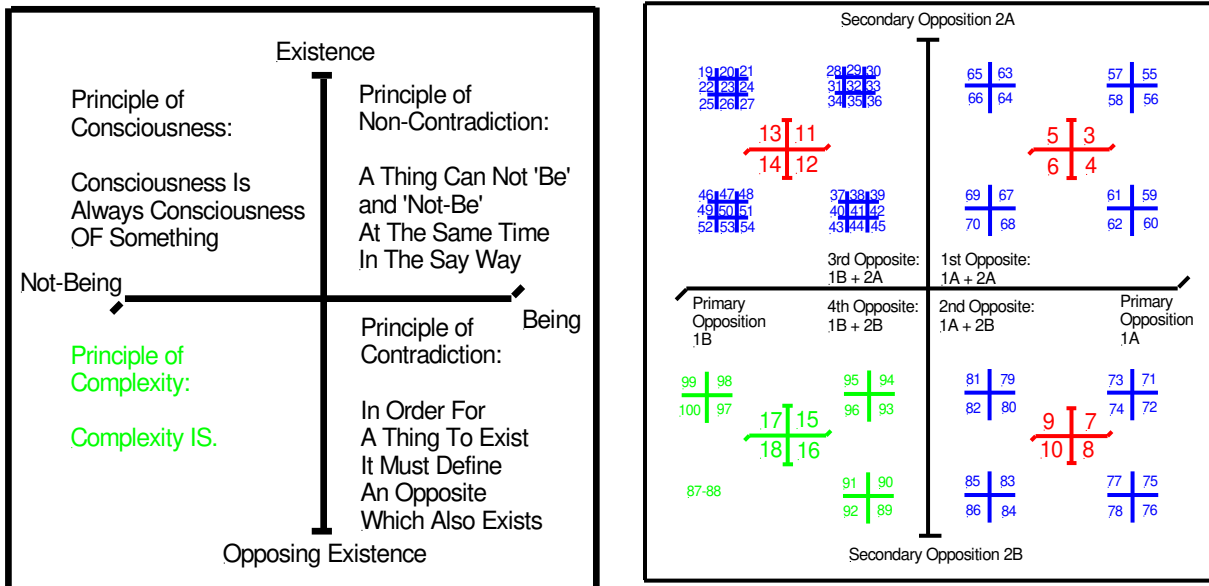 Existence
Principle of
Consciousness:
Consciousness Is
Always Consciousness
OF Something
Principle of
Non-Contradiction:
A Thing Can Not 'Be'
and 'Not-Be'
At The Same Time
In The Say Way
Not-Being
Being
Principle of
Complexity:
Complexity IS.
Principle of
Contradiction:
In Order For
A Thing To Exist
It Must Define
An Opposite
Which Also Exists
Opposing Existence
Secondary Opposition 2A
19 20 21
22 23 24
25 26 27
28 29 30
31 32 33
34 35 36
13 11
14 12
46 47 48
49 50 51
52 53 54
37 38 39
40 41 42
43 44 45
65 63
66 64
57 55
58 56
5 3
6 4
69 67
70 68
61 59
62 60
3rd Opposite:
1B + 2A
1st Opposite:
1A + 2A
Primary
Opposition
1B
4th Opposite:
1B + 2B
2nd Opposite:
1A + 2B
Primary
Opposition
1A
99 98
100 97
95 94
96 93
17 15
18 16
87-88
91 90
92 89
81 79
82 80
73 71
74 72
9 7
10 8
85 83
86 84
77 75
78 76
Secondary Opposition 2B